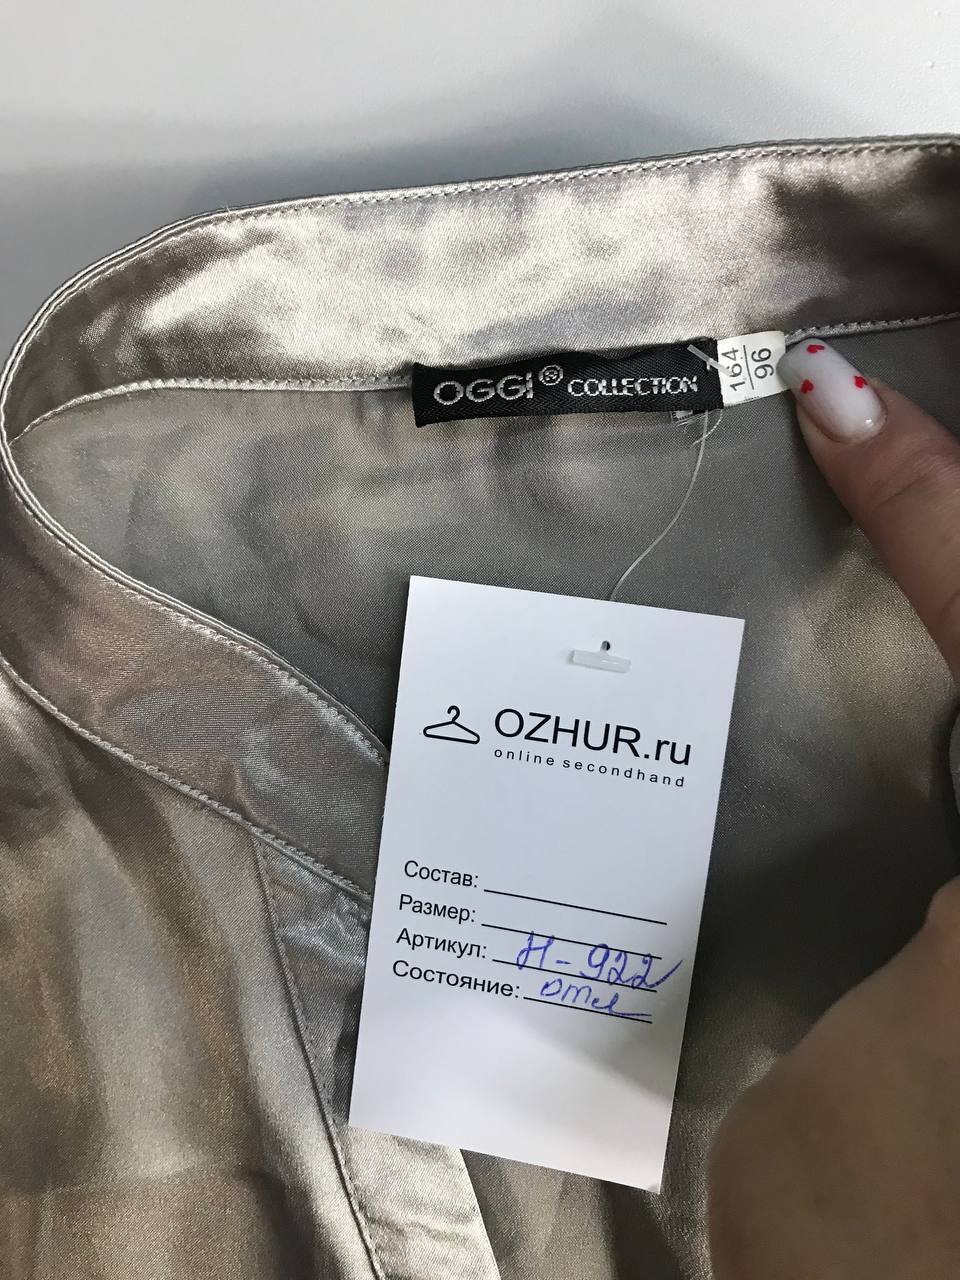 OGGI® COLLECTION
164
96
OZHUR.ru
online secondhand
Состав:
Размер:
Артикул: Н-922
Состояние: отл